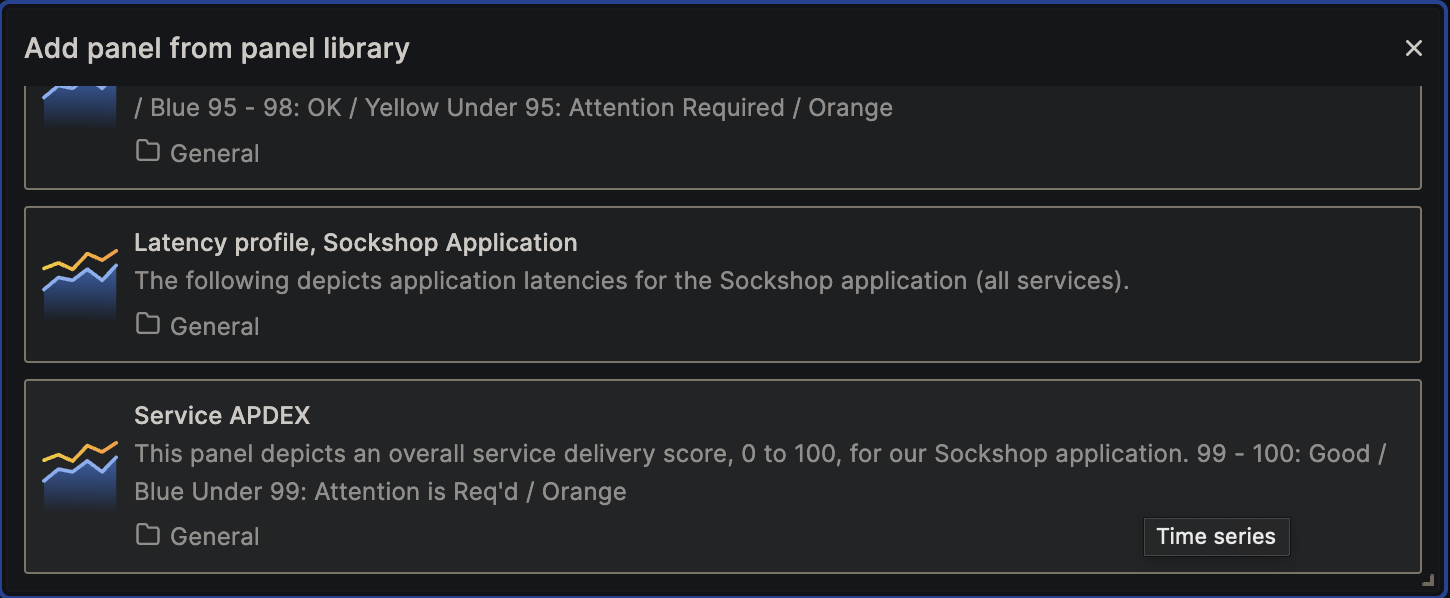 Add panel from panel library
/ Blue 95 - 98: OK / Yellow Under 95: Attention Required / Orange
General
Latency profile, Sockshop Application
The following depicts application latencies for the Sockshop application (all services).
General
Service APDEX
This panel depicts an overall service delivery score, 0 to 100, for our Sockshop application. 99 - 100: Good /
Blue Under 99: Attention is Req'd / Orange
General
Time series